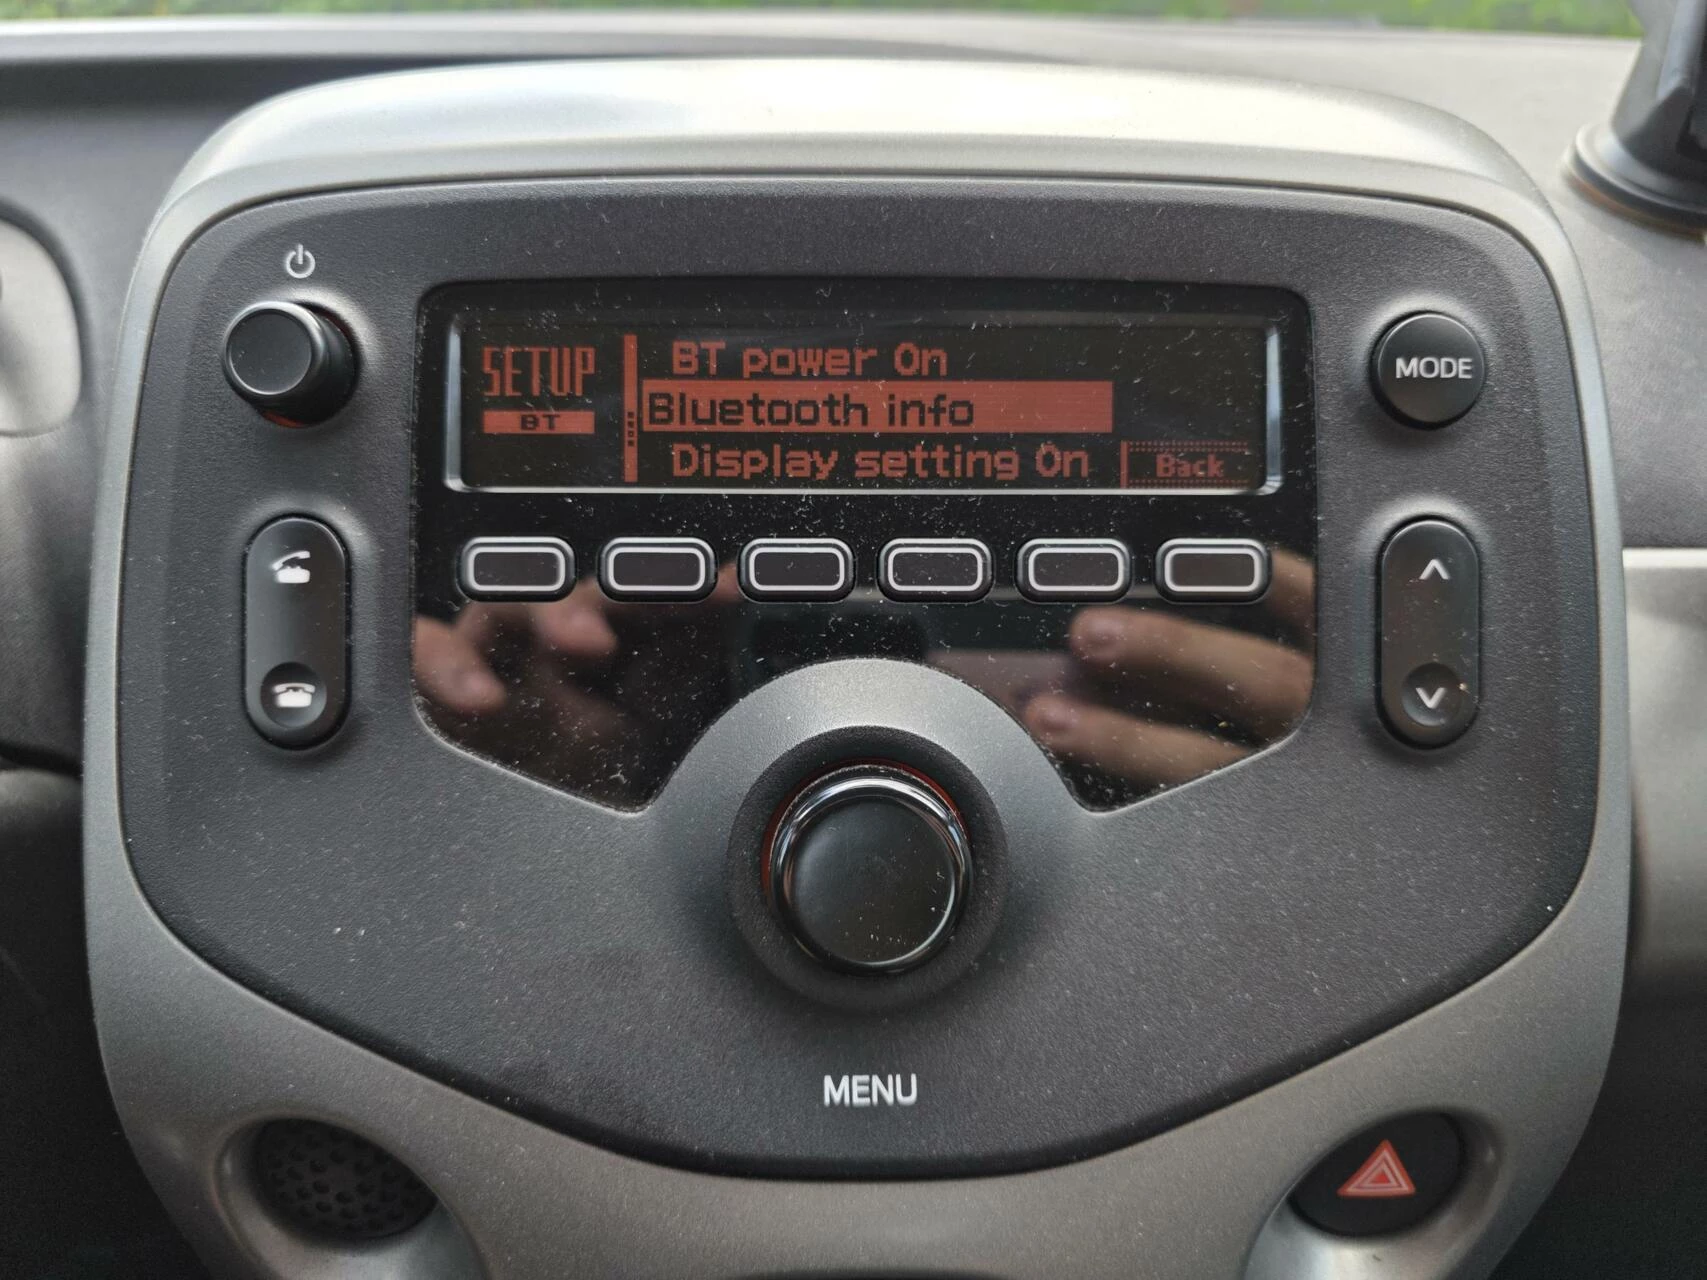 SETUP
BT
BT power On
Bluetooth info
Display setting On
Back
MODE
MENU